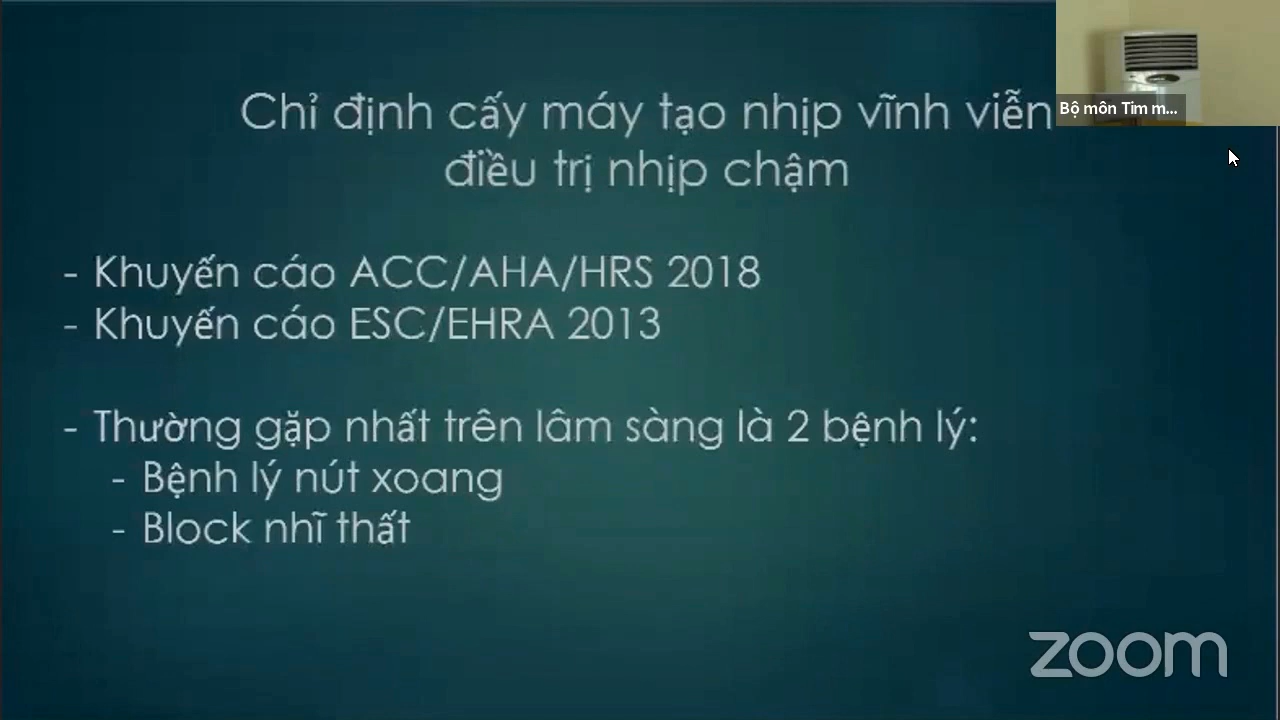 Bộ môn Tim m...
Chỉ định cấy máy tạo nhịp vĩnh viễn
điều trị nhịp chậm
- Khuyến cáo ACC/AHA/HRS 2018
- Khuyến cáo ESC/EHRA 2013
- Thường gặp nhất trên lâm sàng là 2 bệnh lý:
- Bệnh lý nút xoang
- Block nhĩ thất
zoom